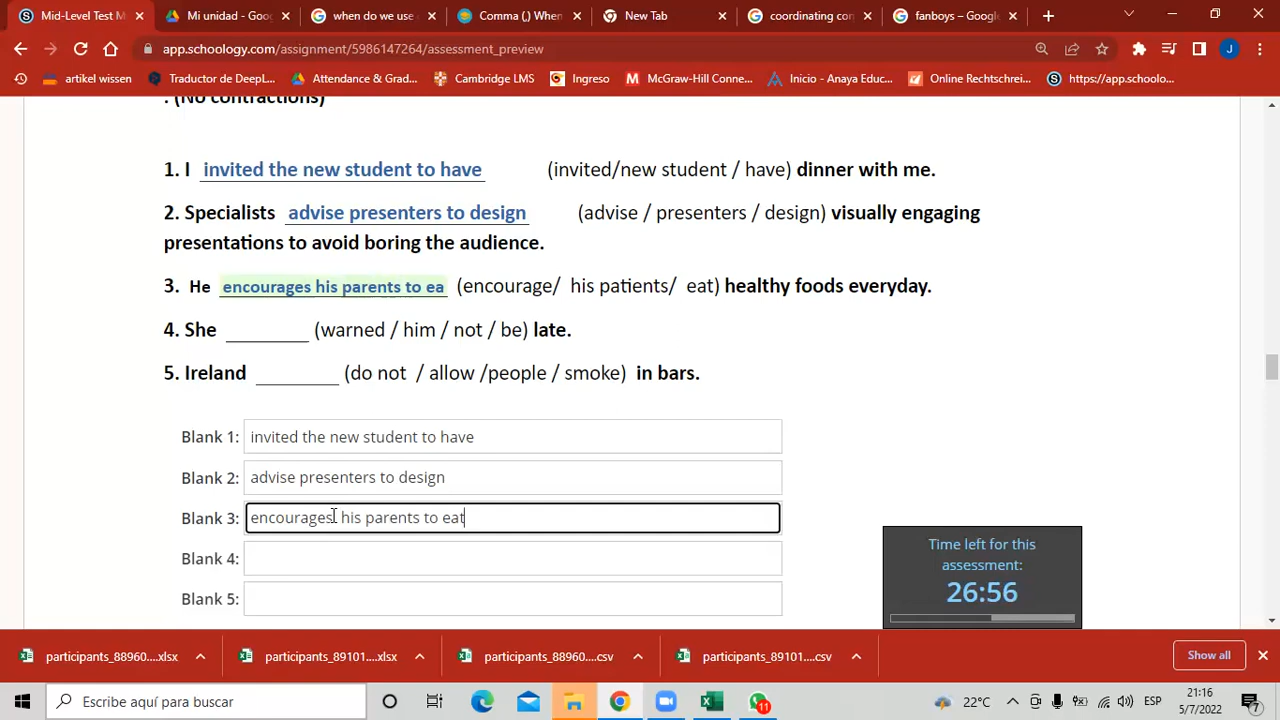 Mid-Level Test M
Mi unidad - Goo
when do we use
Comma (,) When
New Tab
coordinating con
fanboys – Google
app.schoology.com/assignment/5986147264/assessment_preview
J
artikel wissen
Traductor de DeepL...
Attendance & Grad...
Cambridge LMS
Ingreso
McGraw-Hill Conne...
Inicio - Anaya Educ...
Online Rechtschrei...
https://app.schoolo...
. (No contractions)
1. I invited the new student to have (invited/new student / have) dinner with me.
2. Specialists advise presenters to design (advise / presenters / design) visually engaging
presentations to avoid boring the audience.
3. He encourages his parents to ea (encourage/ his patients/ eat) healthy foods everyday.
4. She ________ (warned / him / not / be) late.
5. Ireland ________ (do not / allow /people / smoke) in bars.
Blank 1: invited the new student to have
Blank 2: advise presenters to design
Blank 3: encourages his parents to eat
Blank 4:
Blank 5:
Time left for this
assessment:
26:56
participants_88960....xlsx
participants_89101....xlsx
participants_88960....csv
participants_89101....csv
Show all
Escribe aquí para buscar
11
22°C
ESP
21:16
5/7/2022
7